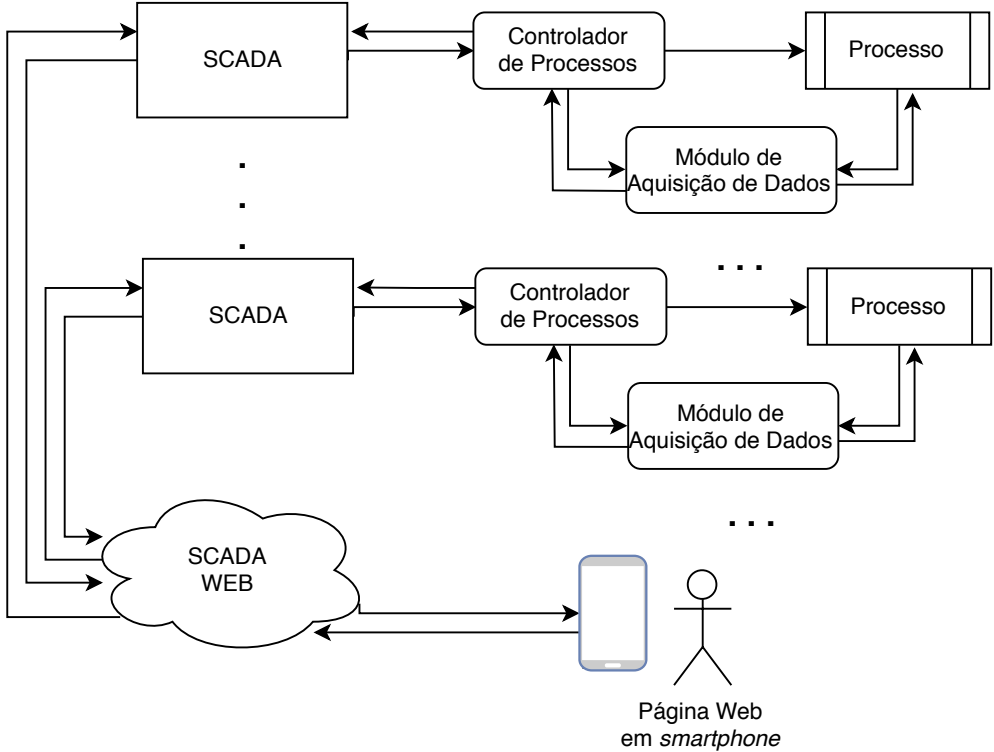 SCADA
Controlador
de Processos
Processo
Módulo de
Aquisição de Dados
.
.
.
. . .
SCADA
Controlador
de Processos
Processo
Módulo de
Aquisição de Dados
. . .
SCADA
WEB
Página Web
em smartphone